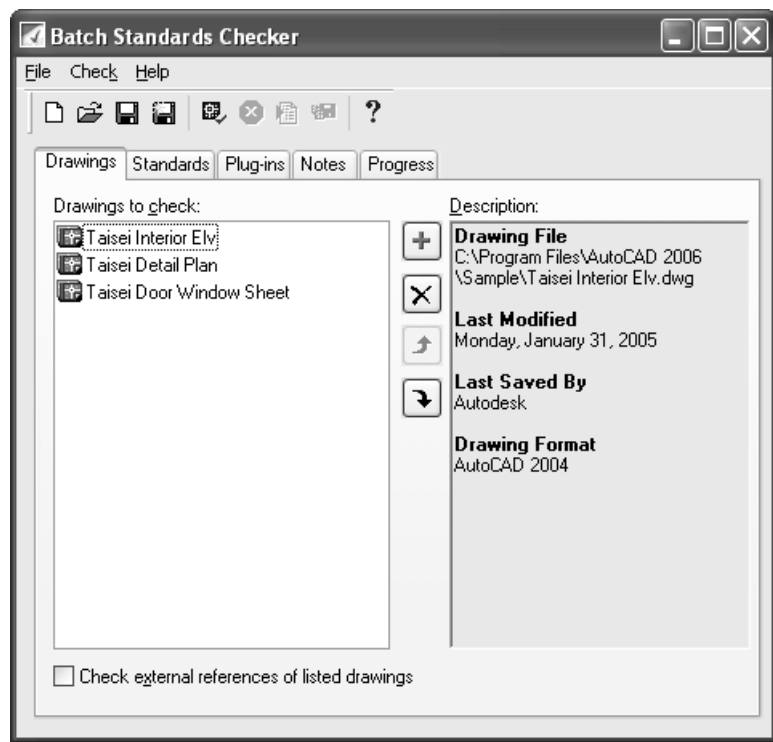 Batch Standards Checker
File Check Help
Drawings Standards Plug-ins Notes Progress
Drawings to check:
Taisei Interior Elv
Taisei Detail Plan
Taisei Door Window Sheet
Description:
Drawing File
C:\Program Files\AutoCAD 2006
\Sample\Taisei Interior Elv.dwg
Last Modified
Monday, January 31, 2005
Last Saved By
Autodesk
Drawing Format
AutoCAD 2004
Check external references of listed drawings